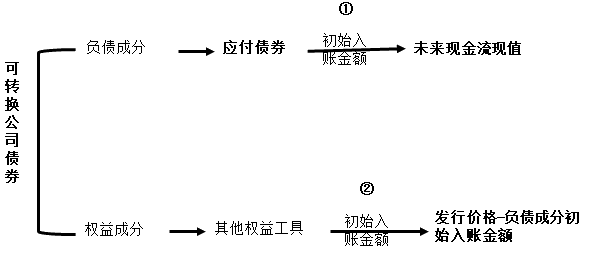 可转换公司债券
①
负债成分
应付债券
初始入
账金额
未来现金流现值
②
权益成分
其他权益工具
初始入
账金额
发行价格-负债成分初
始入账金额